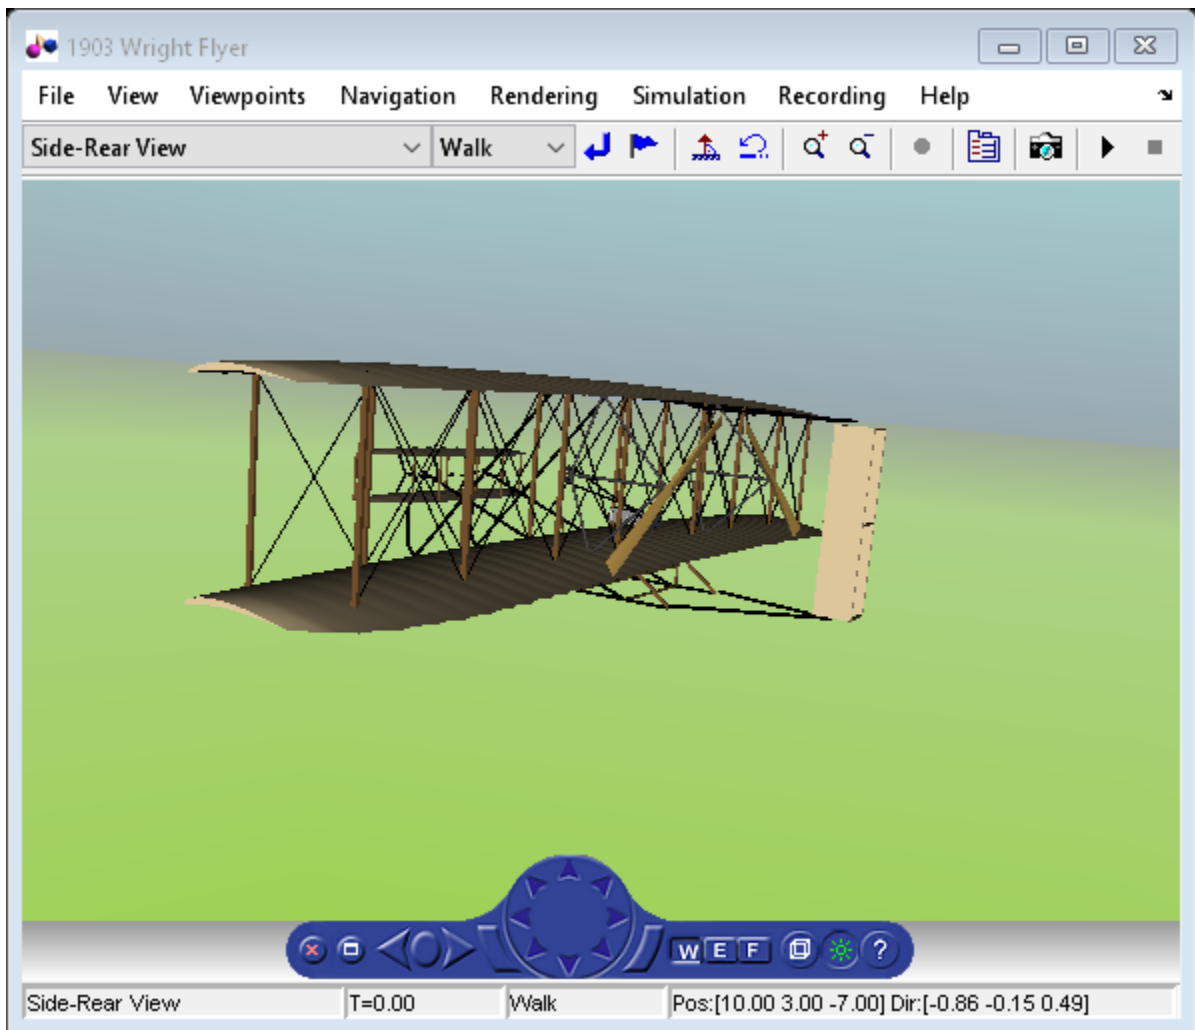 1903 Wright Flyer
File View Viewpoints Navigation Rendering Simulation Recording Help
Side-Rear View Walk
W E F ?
Side-Rear View T=0.00 Walk Pos:[10.00 3.00 -7.00] Dir:[-0.86 -0.15 0.49]